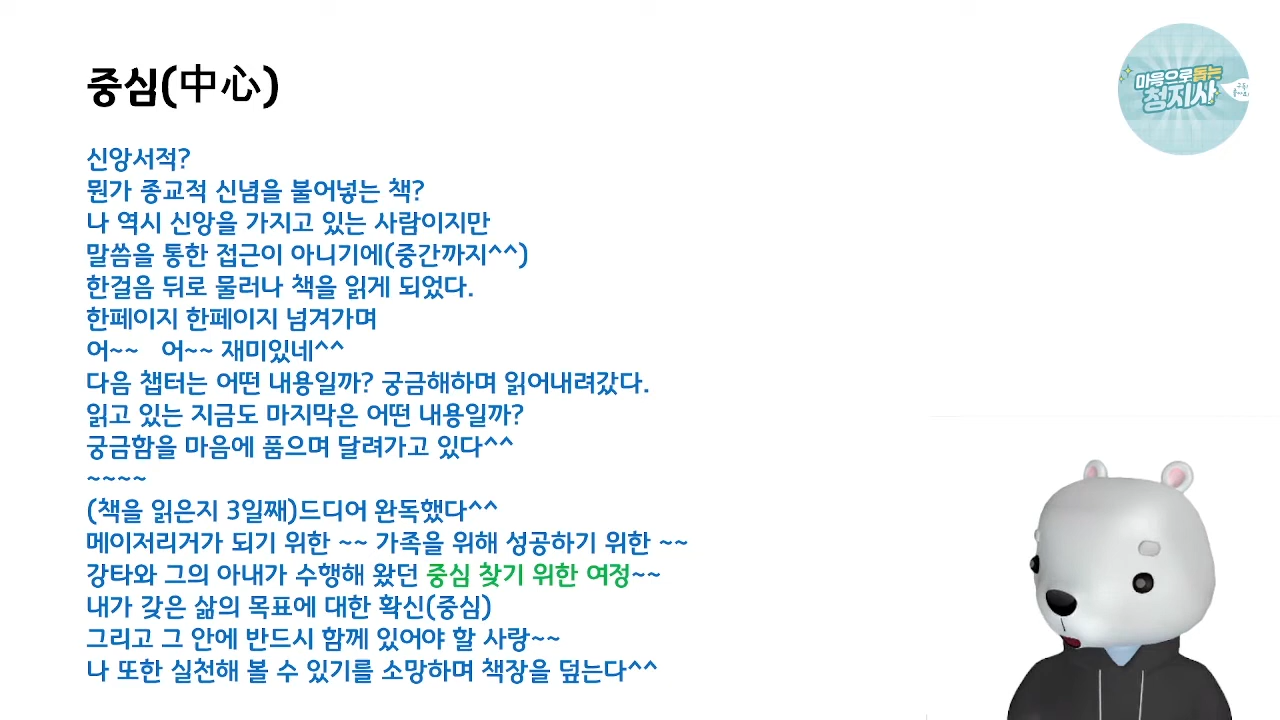 중심(中心)
마음으로돕는
청지사
신앙서적?
뭔가 종교적 신념을 불어넣는 책?
나 역시 신앙을 가지고 있는 사람이지만
말씀을 통한 접근이 아니기에(중간까지^^)
한걸음 뒤로 물러나 책을 읽게 되었다.
한페이지 한페이지 넘겨가며
어~~ 어~~ 재미있네^^
다음 챕터는 어떤 내용일까? 궁금해하며 읽어내려갔다.
읽고 있는 지금도 마지막은 어떤 내용일까?
궁금함을 마음에 품으며 달려가고 있다^^
~~~~
(책을 읽은지 3일째)드디어 완독했다^^
메이저리거가 되기 위한 ~~ 가족을 위해 성공하기 위한 ~~
강타와 그의 아내가 수행해 왔던 중심 찾기 위한 여정~~
내가 갖은 삶의 목표에 대한 확신(중심)
그리고 그 안에 반드시 함께 있어야 할 사랑~~
나 또한 실천해 볼 수 있기를 소망하며 책장을 덮는다^^